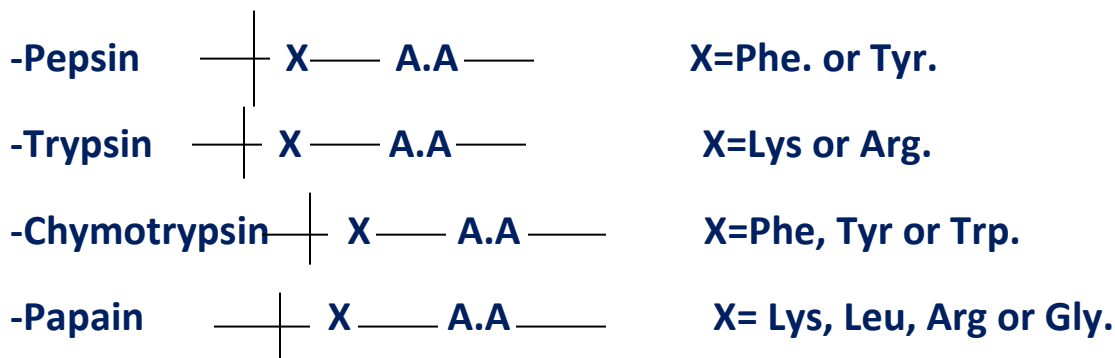 -Pepsin X A.A X=Phe. or Tyr.
-Trypsin X A.A X=Lys or Arg.
-Chymotrypsin X A.A X=Phe, Tyr or Trp.
-Papain X A.A X= Lys, Leu, Arg or Gly.